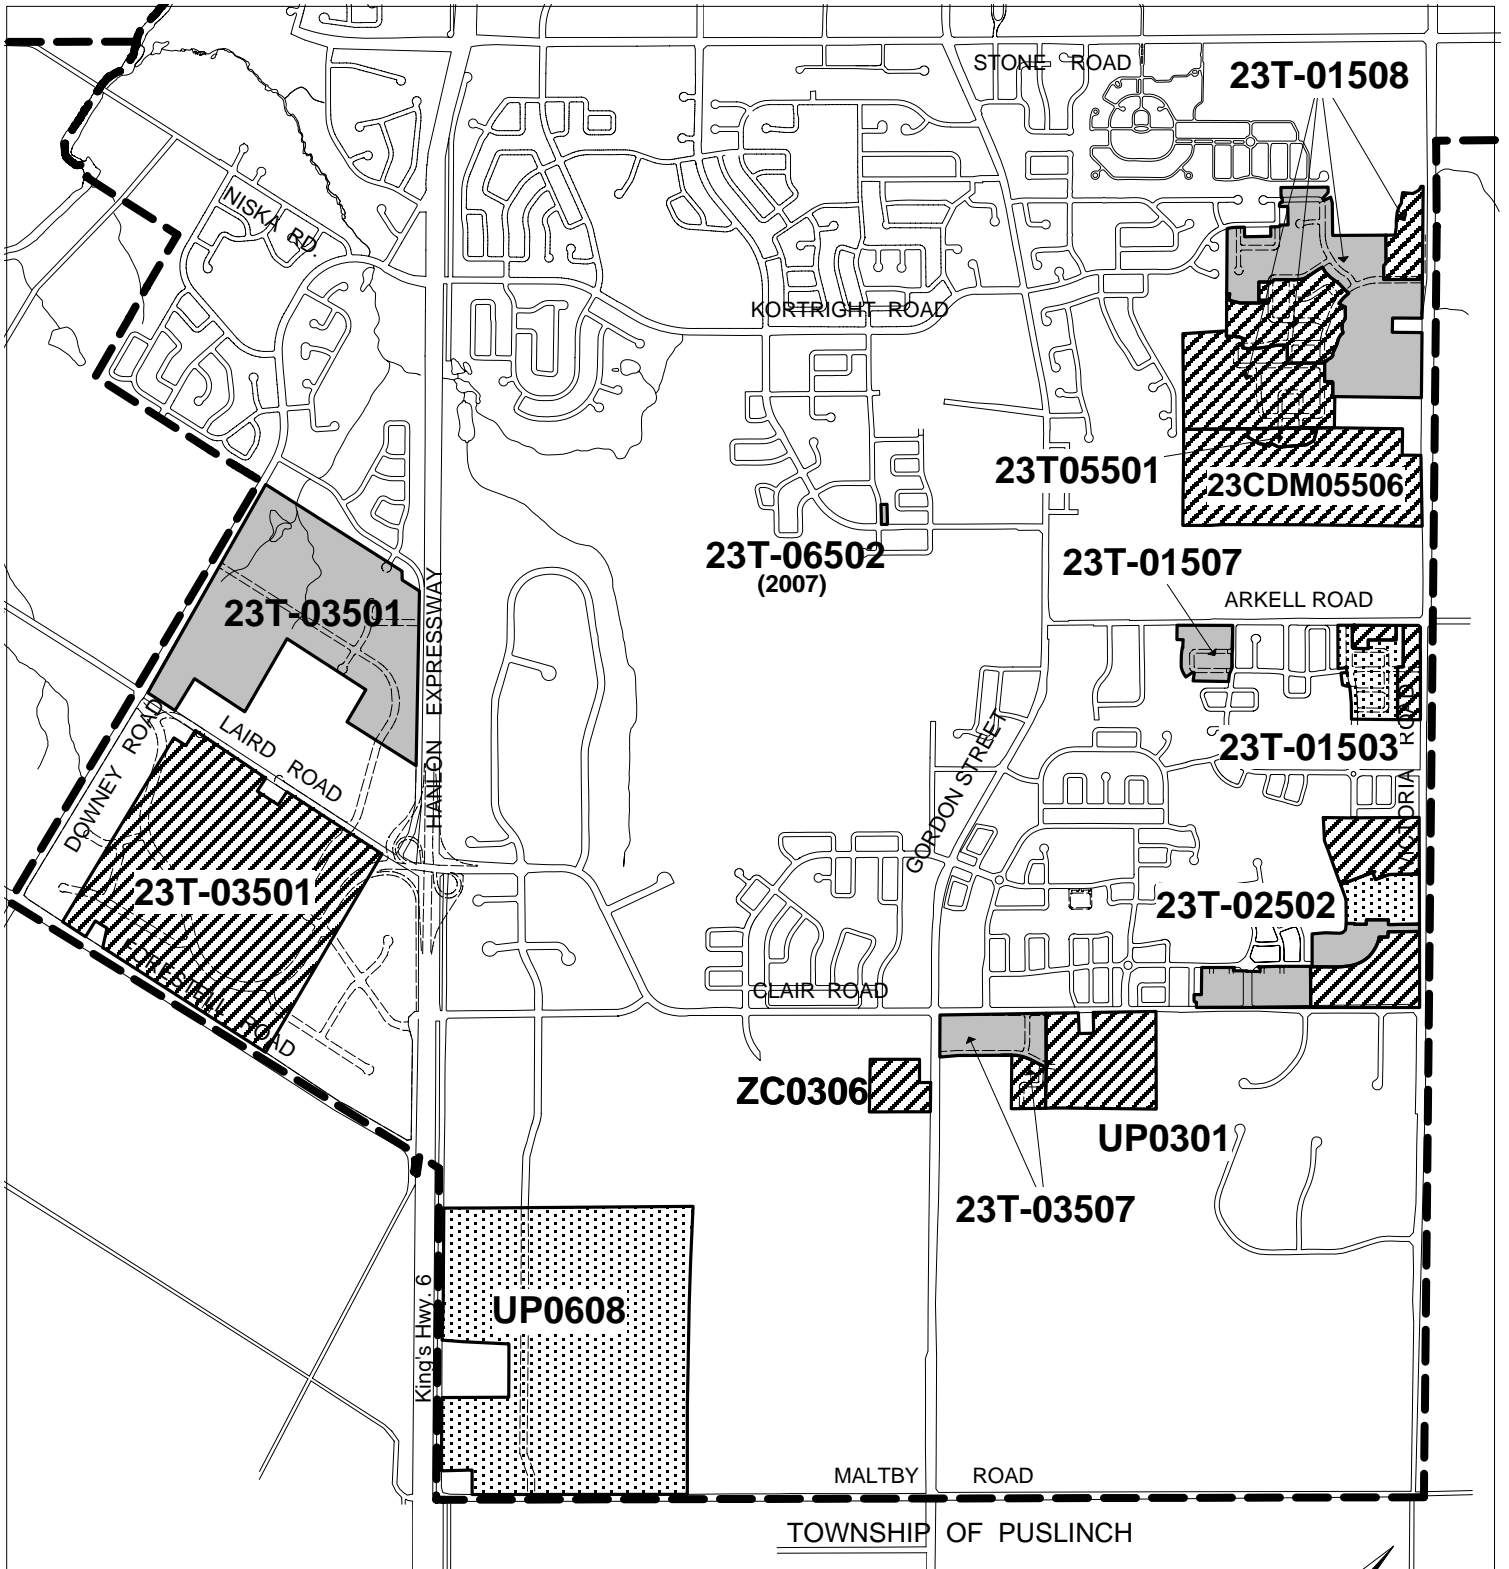 STONE ROAD
23T-01508
NISKA RD.
KORTRIGHT ROAD
23T05501
23CDM05506
23T-06502
(2007)
23T-01507
ARKELL ROAD
23T-03501
HANLON EXPRESSWAY
DOWNEY ROAD
LAIRD ROAD
GORDON STREET
23T-01503
VICTORIA ROAD
23T-03501
23T-02502
FORESTELL ROAD
CLAIR ROAD
ZC0306
UP0301
23T-03507
King's Hwy. 6
UP0608
MALTBY ROAD
TOWNSHIP OF PUSLINCH